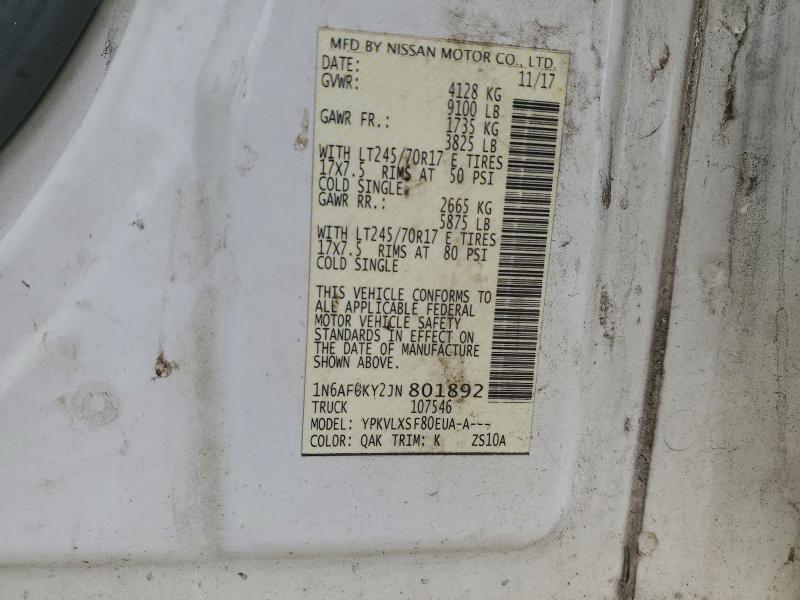 MFD BY NISSAN MOTOR CO., LTD.
DATE: 11/17
GVWR: 4128 KG
9100 LB
GAWR FR.: 1735 KG
3825 LB
WITH LT245/70R17 E TIRES
17X7.5 RIMS AT 50 PSI
COLD SINGLE
GAWR RR.: 2665 KG
5875 LB
WITH LT245/70R17 E TIRES
17X7.5 RIMS AT 80 PSI
COLD SINGLE
THIS VEHICLE CONFORMS TO
ALL APPLICABLE FEDERAL
MOTOR VEHICLE SAFETY
STANDARDS IN EFFECT ON
THE DATE OF MANUFACTURE
SHOWN ABOVE.
1N6AF0KY2JN 801892
TRUCK 107546
MODEL: YPKVLXSF80EUA-A---
COLOR: QAK TRIM: K ZS10A